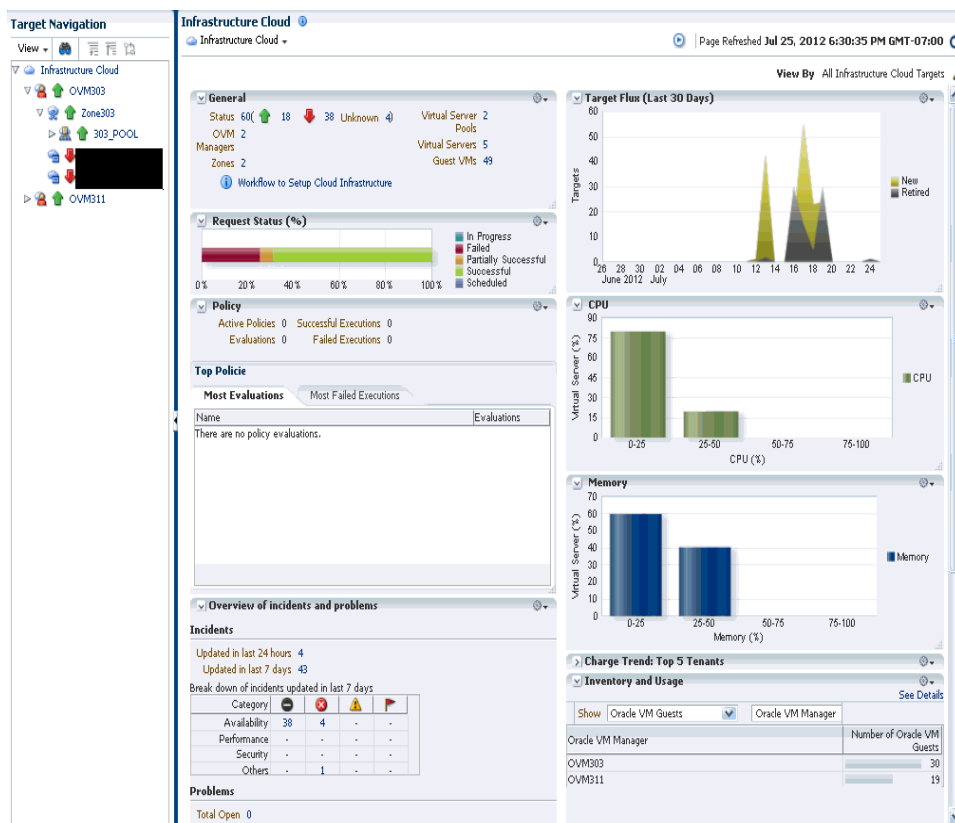 Target Navigation
View
Infrastructure Cloud
OVM303
Zone303
303_POOL
OVM311
Infrastructure Cloud
Infrastructure Cloud
Page Refreshed Jul 25, 2012 6:30:35 PM GMT-07:00
View By All Infrastructure Cloud Targets
General
Status 60( 18 38 Unknown 4)
OVM Managers 2
Zones 2
Virtual Server Pools 2
Virtual Servers 5
Guest VMs 49
Workflow to Setup Cloud Infrastructure
Request Status (%)
In Progress
Failed
Partially Successful
Successful
Scheduled
0% 20% 40% 60% 80% 100%
Policy
Active Policies 0 Successful Executions 0
Evaluations 0 Failed Executions 0
Top Policie
Most Evaluations Most Failed Executions
Name Evaluations
There are no policy evaluations.
Overview of incidents and problems
Incidents
Updated in last 24 hours 4
Updated in last 7 days 43
Break down of incidents updated in last 7 days
Category
Availability 38 4 - -
Performance - - - -
Security - - - -
Others - 1 - -
Problems
Total Open 0
Target Flux (Last 30 Days)
Targets
60
50
40
30
20
10
0
26 28 30 02 04 06 08 10 12 14 16 18 20 22 24
June 2012 July
New
Retired
CPU
Virtual Server (%)
90
75
60
45
30
15
0
0-25 25-50 50-75 75-100
CPU (%)
CPU
Memory
Virtual Server (%)
70
60
50
40
30
20
10
0
0-25 25-50 50-75 75-100
Memory (%)
Memory
Charge Trend: Top 5 Tenants
Inventory and Usage
See Details
Show Oracle VM Guests Oracle VM Manager
Oracle VM Manager Number of Oracle VM Guests
OVM303 30
OVM311 19